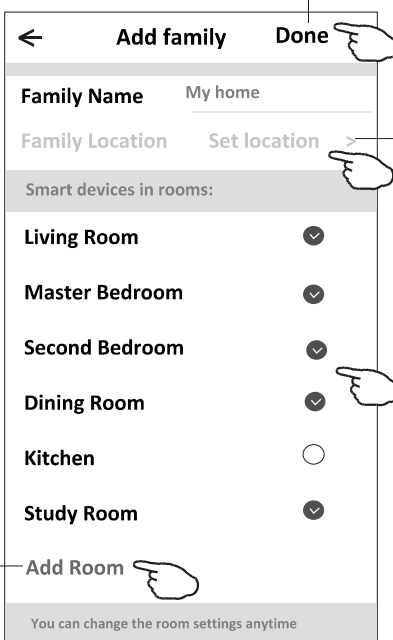 Add family Done
Family Name My home
Family Location Set location >
Smart devices in rooms:
Living Room
Master Bedroom
Second Bedroom
Dining Room
Kitchen
Study Room
Add Room
You can change the room settings anytime